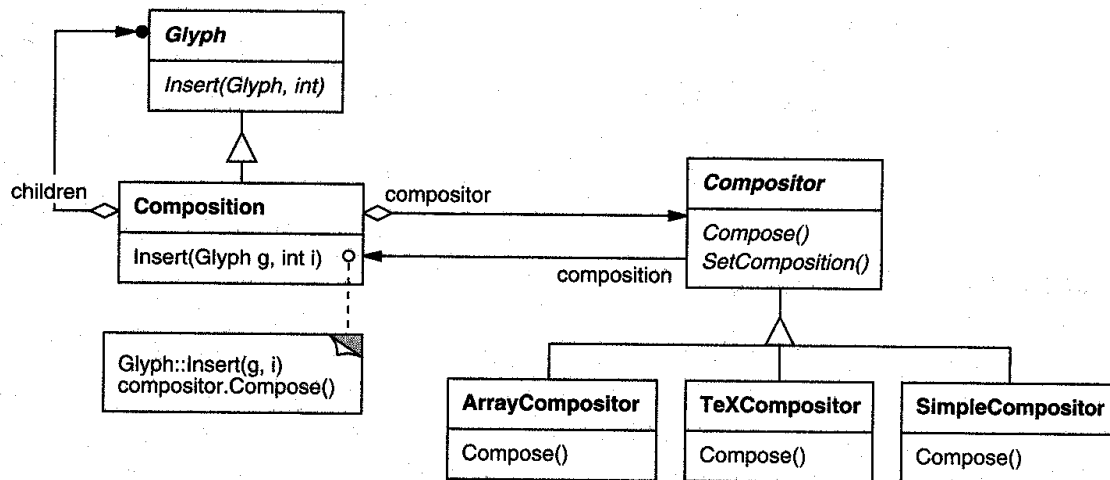 Glyph
Insert(Glyph, int)
children
Composition
Insert(Glyph g, int i)
compositor
composition
Compositor
Compose()
SetComposition()
Glyph::Insert(g, i)
compositor.Compose()
ArrayCompositor
Compose()
TeXCompositor
Compose()
SimpleCompositor
Compose()